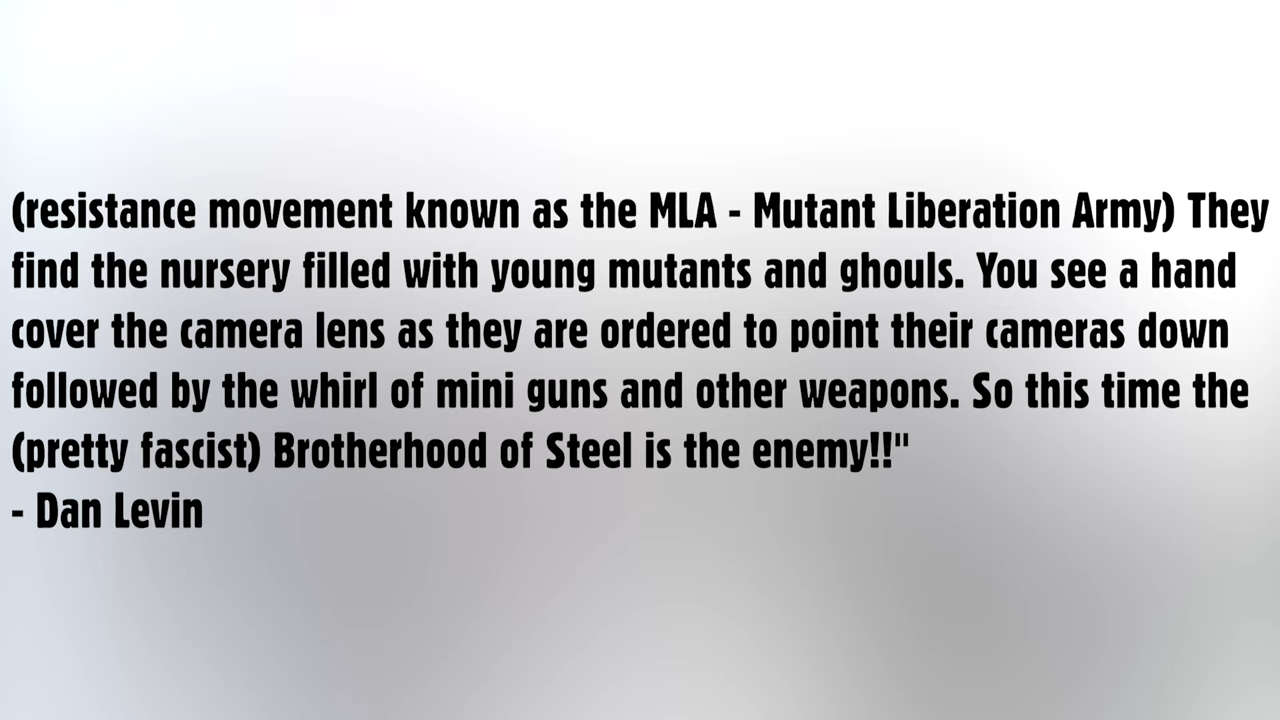 (resistance movement known as the MLA - Mutant Liberation Army) They
find the nursery filled with young mutants and ghouls. You see a hand
cover the camera lens as they are ordered to point their cameras down
followed by the whirl of mini guns and other weapons. So this time the
(pretty fascist) Brotherhood of Steel is the enemy!!"
- Dan Levin